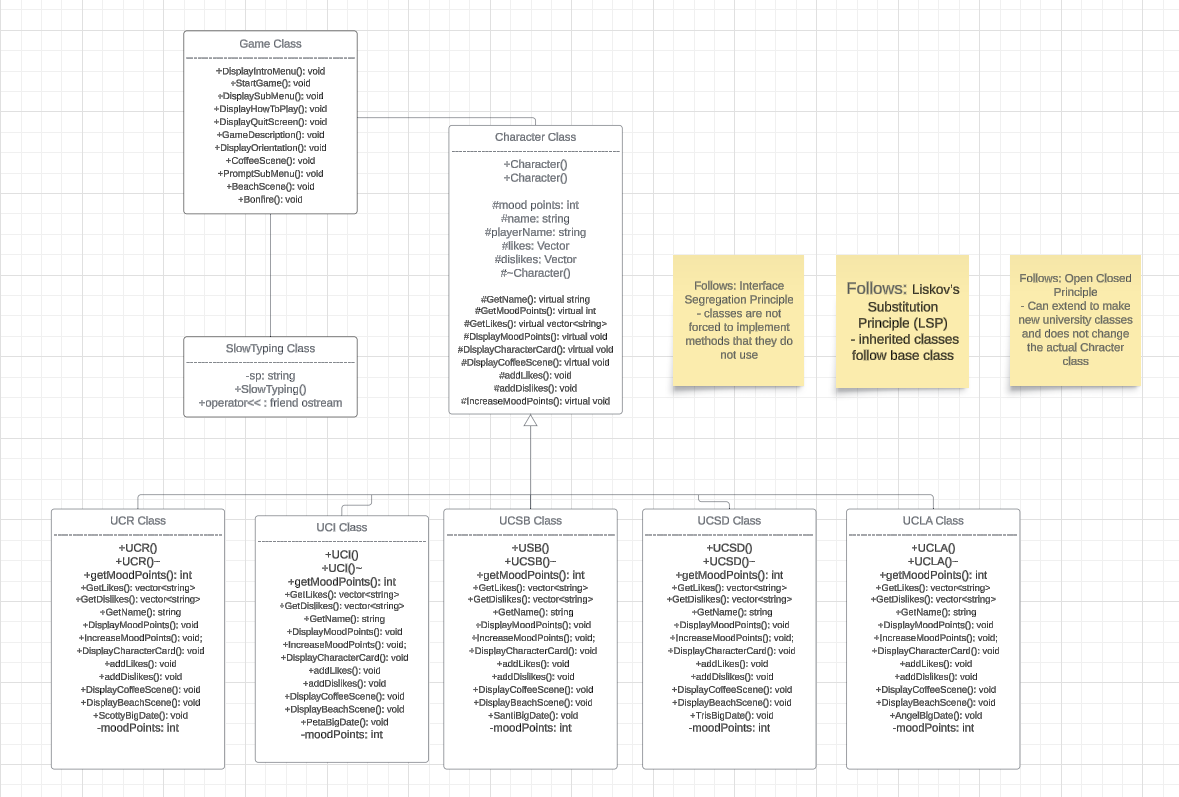 Game Class
+DisplayIntroMenu(): void
+StartGame(): void
+DisplaySubMenu(): void
+DisplayHowToPlay(): void
+DisplayQuitScreen(): void
+GameDescription(): void
+DisplayOrientation(): void
+CoffeeScene(): void
+PromptSubMenu(): void
+BeachScene(): void
+Bonfire(): void
Character Class
+Character()
+Character()
#mood points: int
#name: string
#playerName: string
#likes: Vector
#dislikes: Vector
#~Character()
#GetName(): virtual string
#GetMoodPoints(): virtual int
#GetLikes(): virtual vector<string>
#DisplayMoodPoints(): virtual void
#DisplayCharacterCard(): virtual void
#DisplayCoffeeScene(): virtual void
#addLikes(): void
#addDislikes(): void
#IncreaseMoodPoints(): virtual void
SlowTyping Class
-sp: string
+SlowTyping()
+operator<< : friend ostream
Follows: Interface
Segregation Principle
- classes are not
forced to implement
methods that they do
not use
Follows: Liskov's
Substitution
Principle (LSP)
- inherited classes
follow base class
Follows: Open Closed
Principle
- Can extend to make
new university classes
and does not change
the actual Chracter
class
UCR Class
+UCR()
+UCR()~
+getMoodPoints(): int
+GetLikes(): vector<string>
+GetDislikes(): vector<string>
+GetName(): string
+DisplayMoodPoints(): void
+IncreaseMoodPoints(): void;
+DisplayCharacterCard(): void
+addLikes(): void
+addDislikes(): void
+DisplayCoffeeScene(): void
+DisplayBeachScene(): void
+ScottyBigDate(): void
-moodPoints: int
UCI Class
+UCI()
+UCI()~
+getMoodPoints(): int
+GetLikes(): vector<string>
+GetDislikes(): vector<string>
+GetName(): string
+DisplayMoodPoints(): void
+IncreaseMoodPoints(): void;
+DisplayCharacterCard(): void
+addLikes(): void
+addDislikes(): void
+DisplayCoffeeScene(): void
+DisplayBeachScene(): void
+PetaBigDate(): void
-moodPoints: int
UCSB Class
+USB()
+UCSB()~
+getMoodPoints(): int
+GetLikes(): vector<string>
+GetDislikes(): vector<string>
+GetName(): string
+DisplayMoodPoints(): void
+IncreaseMoodPoints(): void;
+DisplayCharacterCard(): void
+addLikes(): void
+addDislikes(): void
+DisplayCoffeeScene(): void
+DisplayBeachScene(): void
+SantiBigDate(): void
-moodPoints: int
UCSD Class
+UCSD()
+UCSD()~
+getMoodPoints(): int
+GetLikes(): vector<string>
+GetDislikes(): vector<string>
+GetName(): string
+DisplayMoodPoints(): void
+IncreaseMoodPoints(): void;
+DisplayCharacterCard(): void
+addLikes(): void
+addDislikes(): void
+DisplayCoffeeScene(): void
+DisplayBeachScene(): void
+TrisBigDate(): void
-moodPoints: int
UCLA Class
+UCLA()
+UCLA()~
+getMoodPoints(): int
+GetLikes(): vector<string>
+GetDislikes(): vector<string>
+GetName(): string
+DisplayMoodPoints(): void
+IncreaseMoodPoints(): void;
+DisplayCharacterCard(): void
+addLikes(): void
+addDislikes(): void
+DisplayCoffeeScene(): void
+DisplayBeachScene(): void
+AngelBigDate(): void
-moodPoints: int